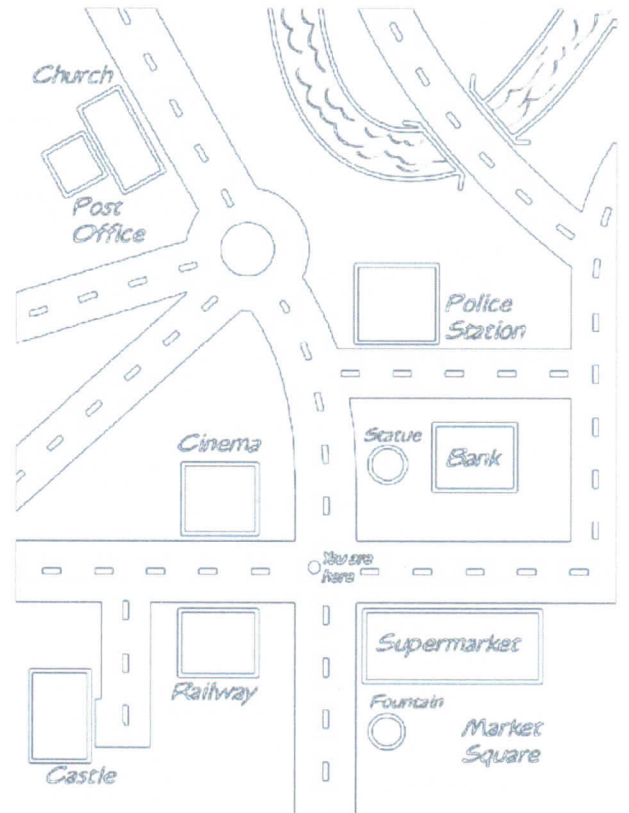 Church
Post
Office
Police
Station
Cinema
Statue
Bank
You are
here
Supermarket
Railway
Fountain
Market
Square
Castle